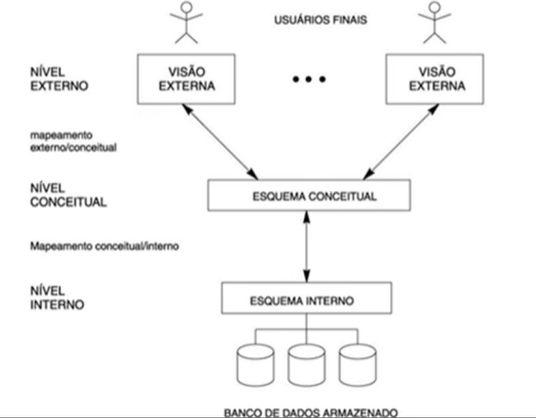 USUÁRIOS FINAIS
NÍVEL
EXTERNO
VISÃO
EXTERNA
VISÃO
EXTERNA
mapeamento
externo/conceitual
NÍVEL
CONCEITUAL
ESQUEMA CONCEITUAL
Mapeamento conceitual/interno
NÍVEL
INTERNO
ESQUEMA INTERNO
BANCO DE DADOS ARMAZENADO